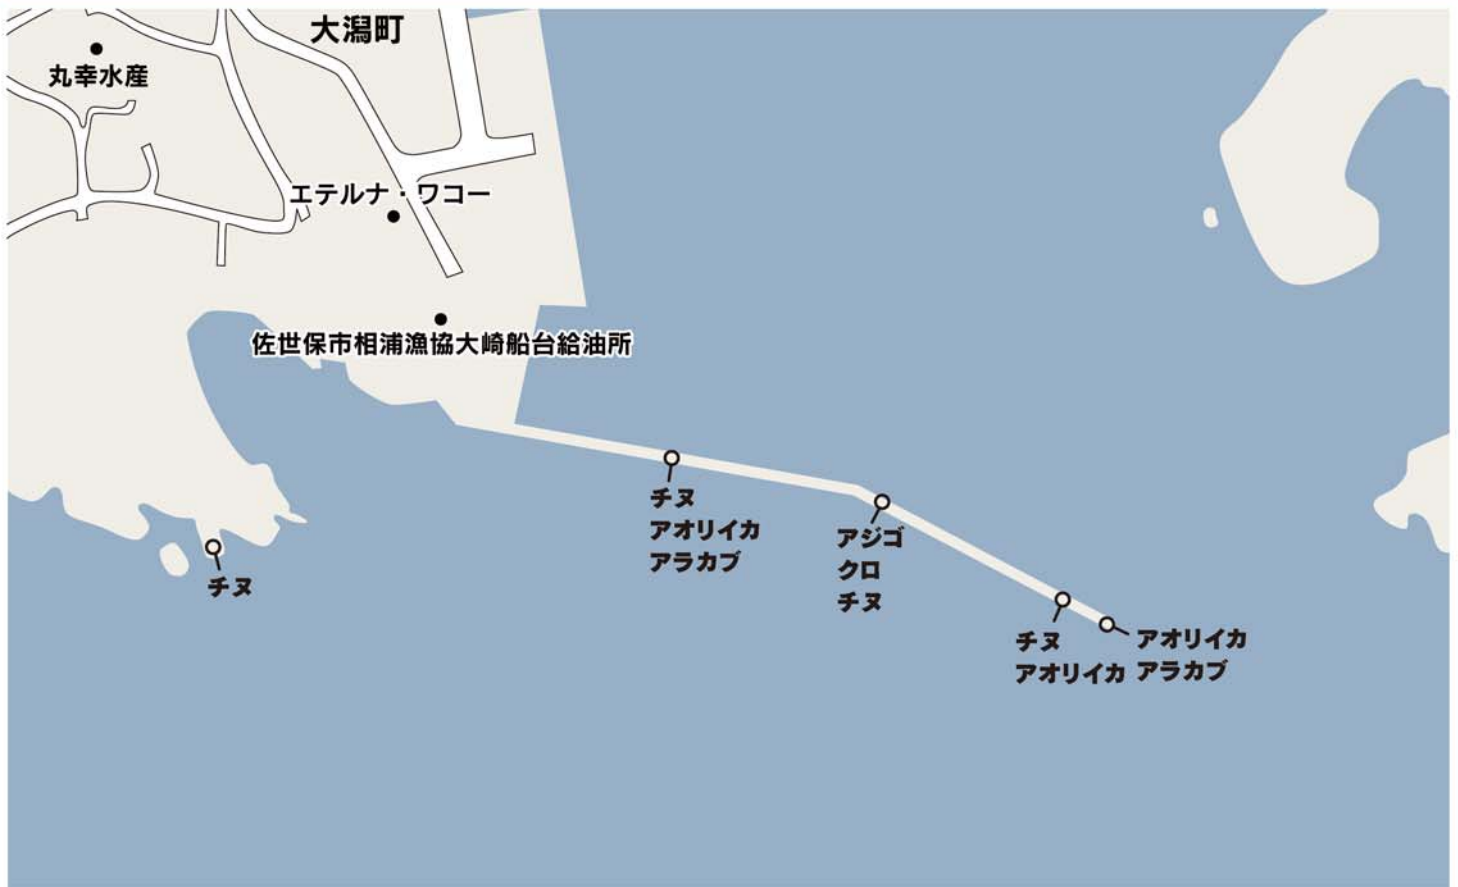 大潟町
丸幸水産
エテルナ・ワコー
佐世保市相浦漁協大崎船台給油所
チヌ
アオリイカ
アラカブ
アジゴ
クロ
チヌ
チヌ
チヌ
アオリイカ
アオリイカ
アラカブ